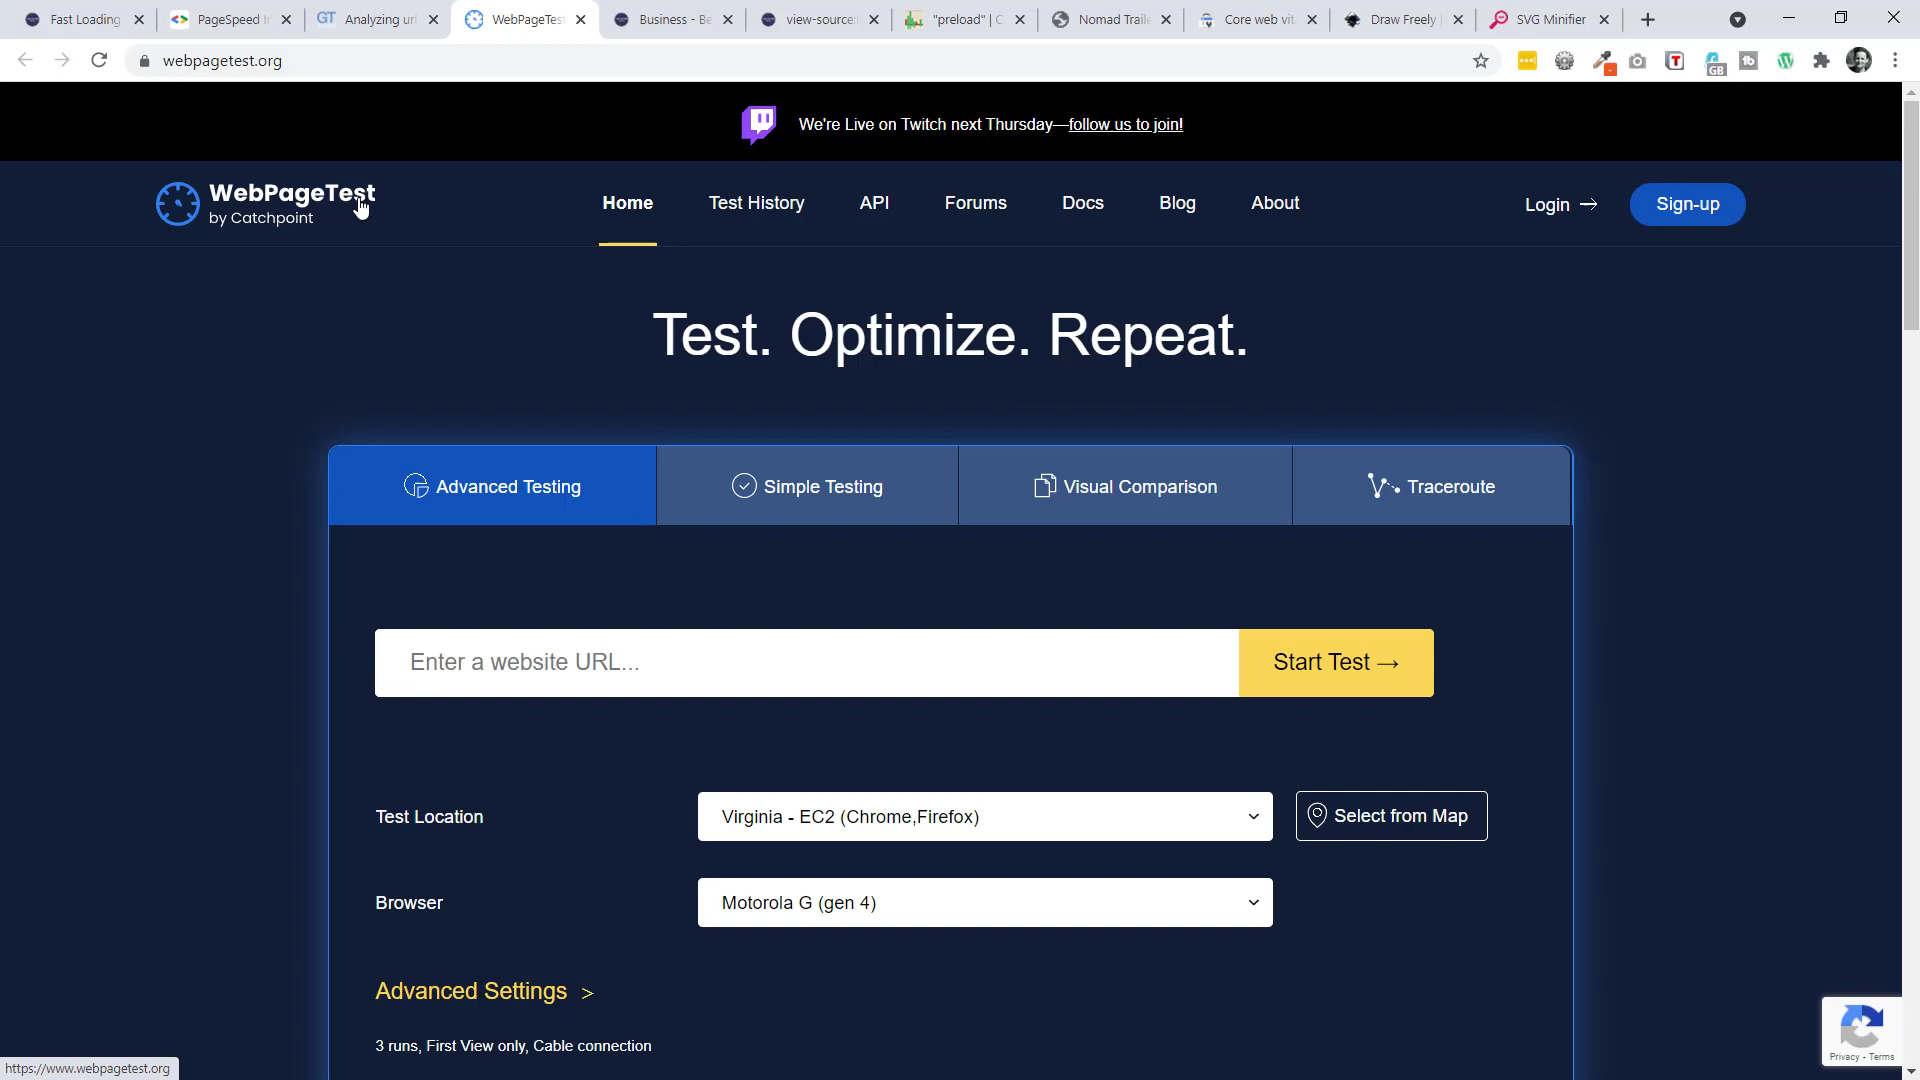 Fast Loading
PageSpeed In
Analyzing url
WebPageTest
Business - Be
view-source:
"preload" | C
Nomad Traile
Core web vit
Draw Freely
SVG Minifier
webpagetest.org
We're Live on Twitch next Thursday—follow us to join!
WebPageTest
by Catchpoint
Home
Test History
API
Forums
Docs
Blog
About
Login →
Sign-up
Test. Optimize. Repeat.
Advanced Testing
Simple Testing
Visual Comparison
Traceroute
Enter a website URL...
Start Test →
Test Location
Virginia - EC2 (Chrome,Firefox)
Select from Map
Browser
Motorola G (gen 4)
Advanced Settings >
3 runs, First View only, Cable connection
Privacy - Terms
https://www.webpagetest.org